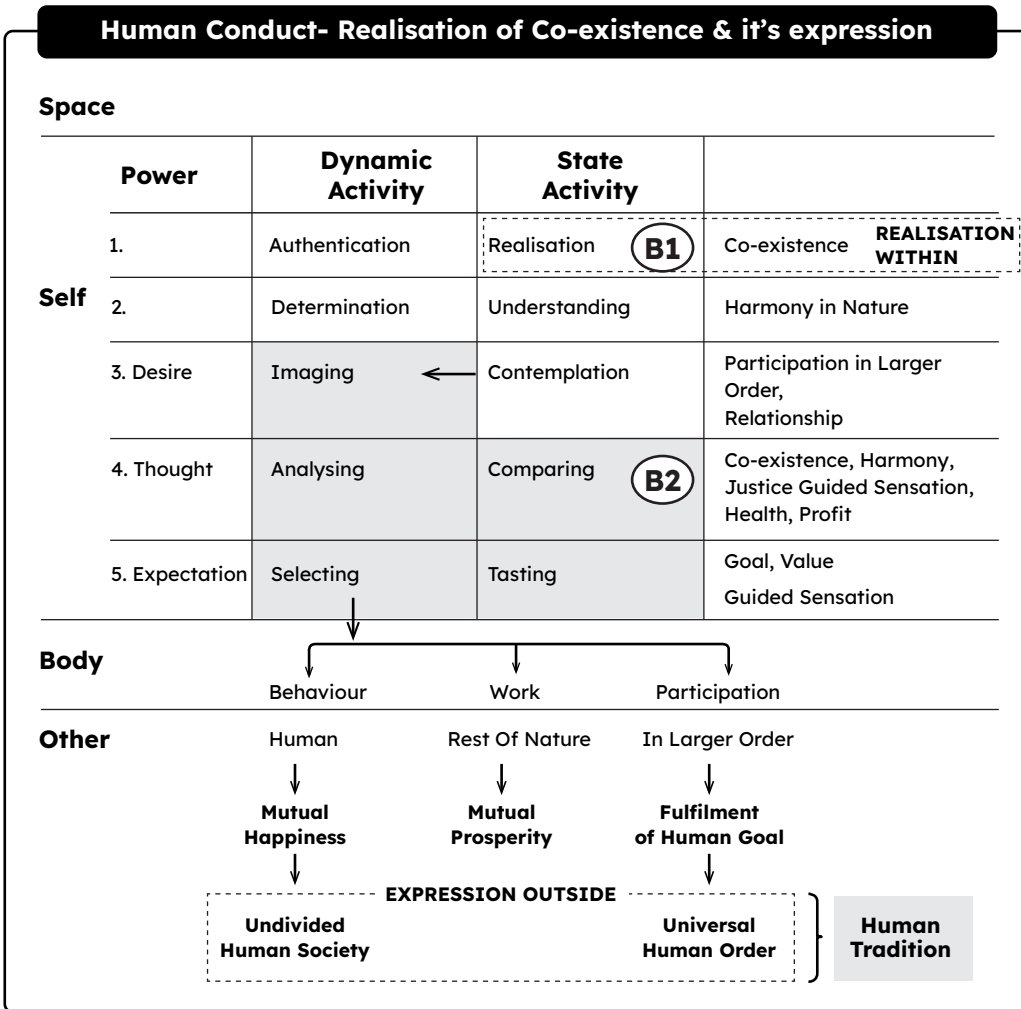 Human Conduct- Realisation of Co-existence & it's expression
Space
Power
Dynamic
Activity
State
Activity
1.
Authentication
Realisation
B1
Co-existence
REALISATION
WITHIN
Self
2.
Determination
Understanding
Harmony in Nature
3. Desire
Imaging
Contemplation
Participation in Larger
Order,
Relationship
4. Thought
Analysing
Comparing
B2
Co-existence, Harmony,
Justice Guided Sensation,
Health, Profit
5. Expectation
Selecting
Tasting
Goal, Value
Guided Sensation
Body
Behaviour
Work
Participation
Other
Human
Rest Of Nature
In Larger Order
Mutual
Happiness
Mutual
Prosperity
Fulfilment
of Human Goal
EXPRESSION OUTSIDE
Undivided
Human Society
Universal
Human Order
Human
Tradition